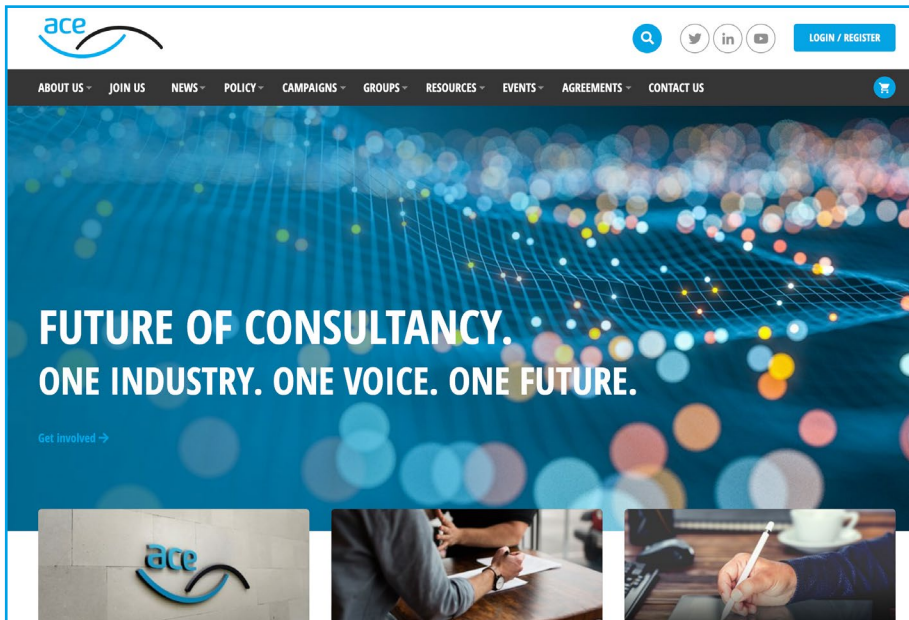 ace
LOGIN / REGISTER
ABOUT US JOIN US NEWS POLICY CAMPAIGNS GROUPS RESOURCES EVENTS AGREEMENTS CONTACT US
FUTURE OF CONSULTANCY.
ONE INDUSTRY. ONE VOICE. ONE FUTURE.
Get involved →
ace